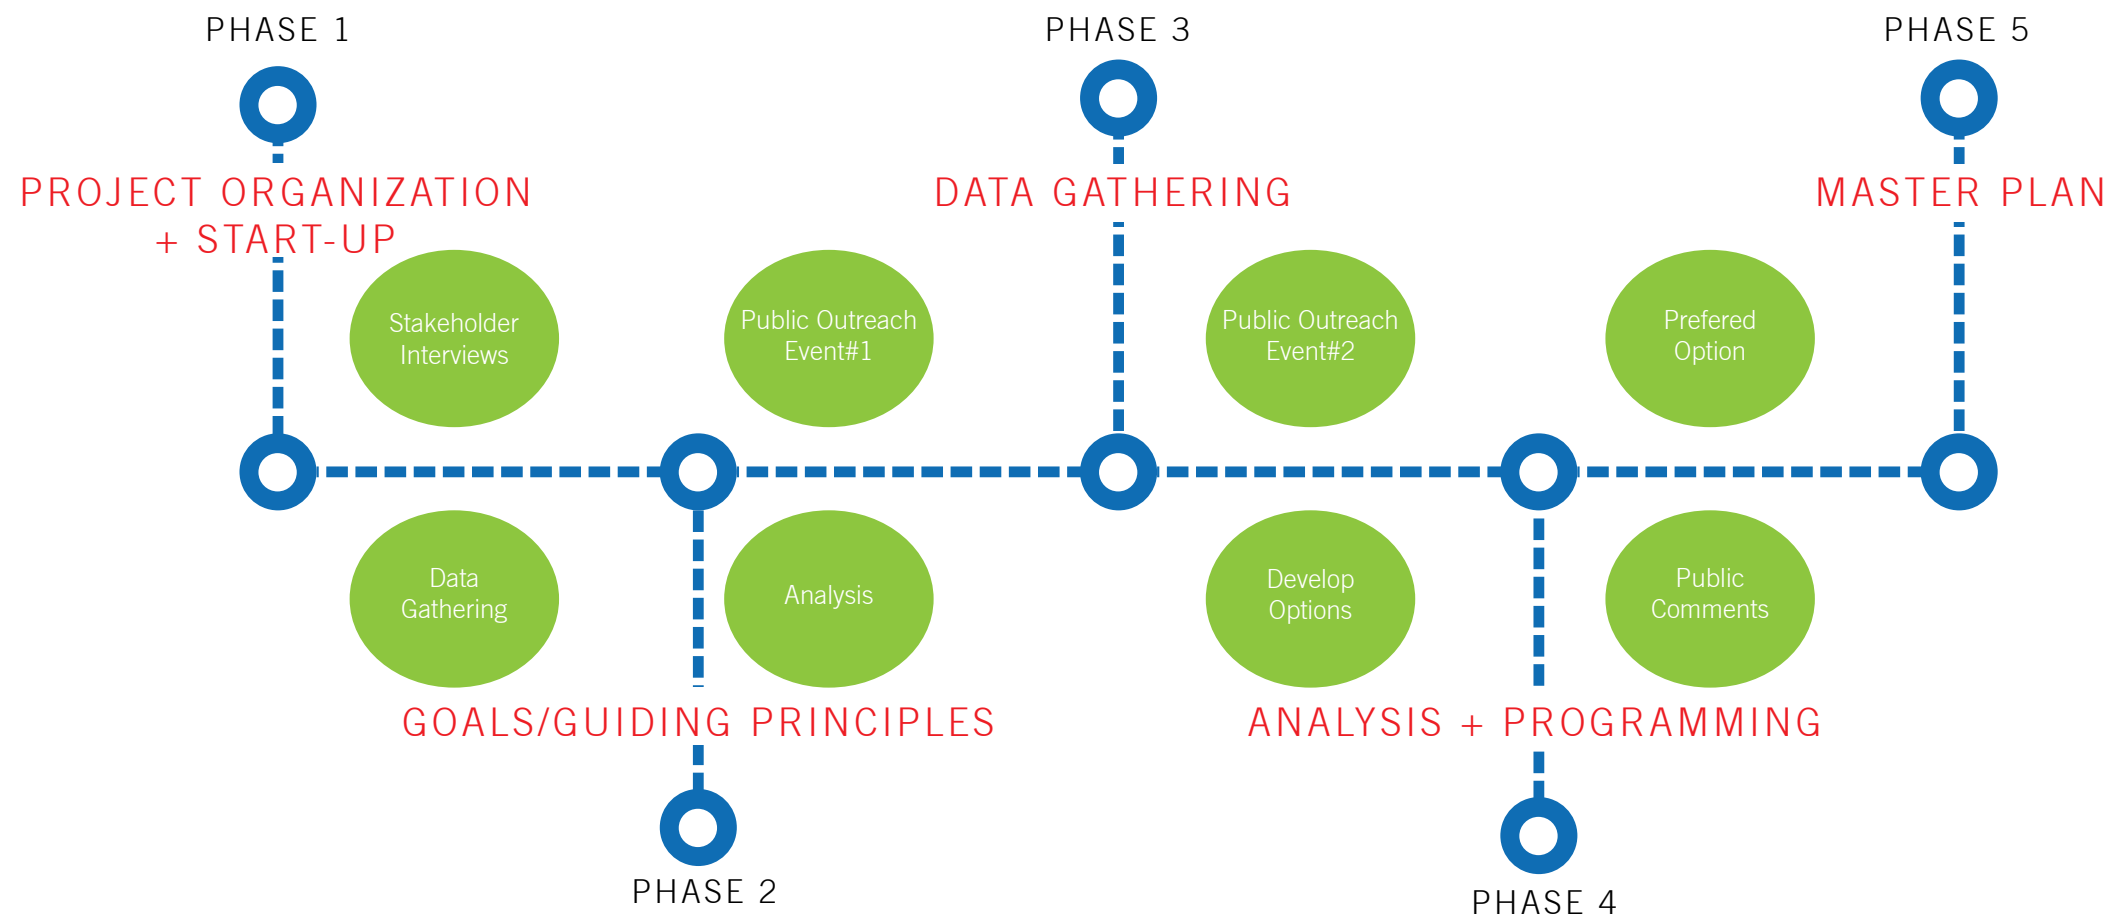 PHASE 1
PHASE 3
PHASE 5
PROJECT ORGANIZATION
+ START-UP
DATA GATHERING
MASTER PLAN
Stakeholder
Interviews
Public Outreach
Event#1
Public Outreach
Event#2
Prefered
Option
Data
Gathering
Analysis
Develop
Options
Public
Comments
GOALS/GUIDING PRINCIPLES
ANALYSIS + PROGRAMMING
PHASE 2
PHASE 4